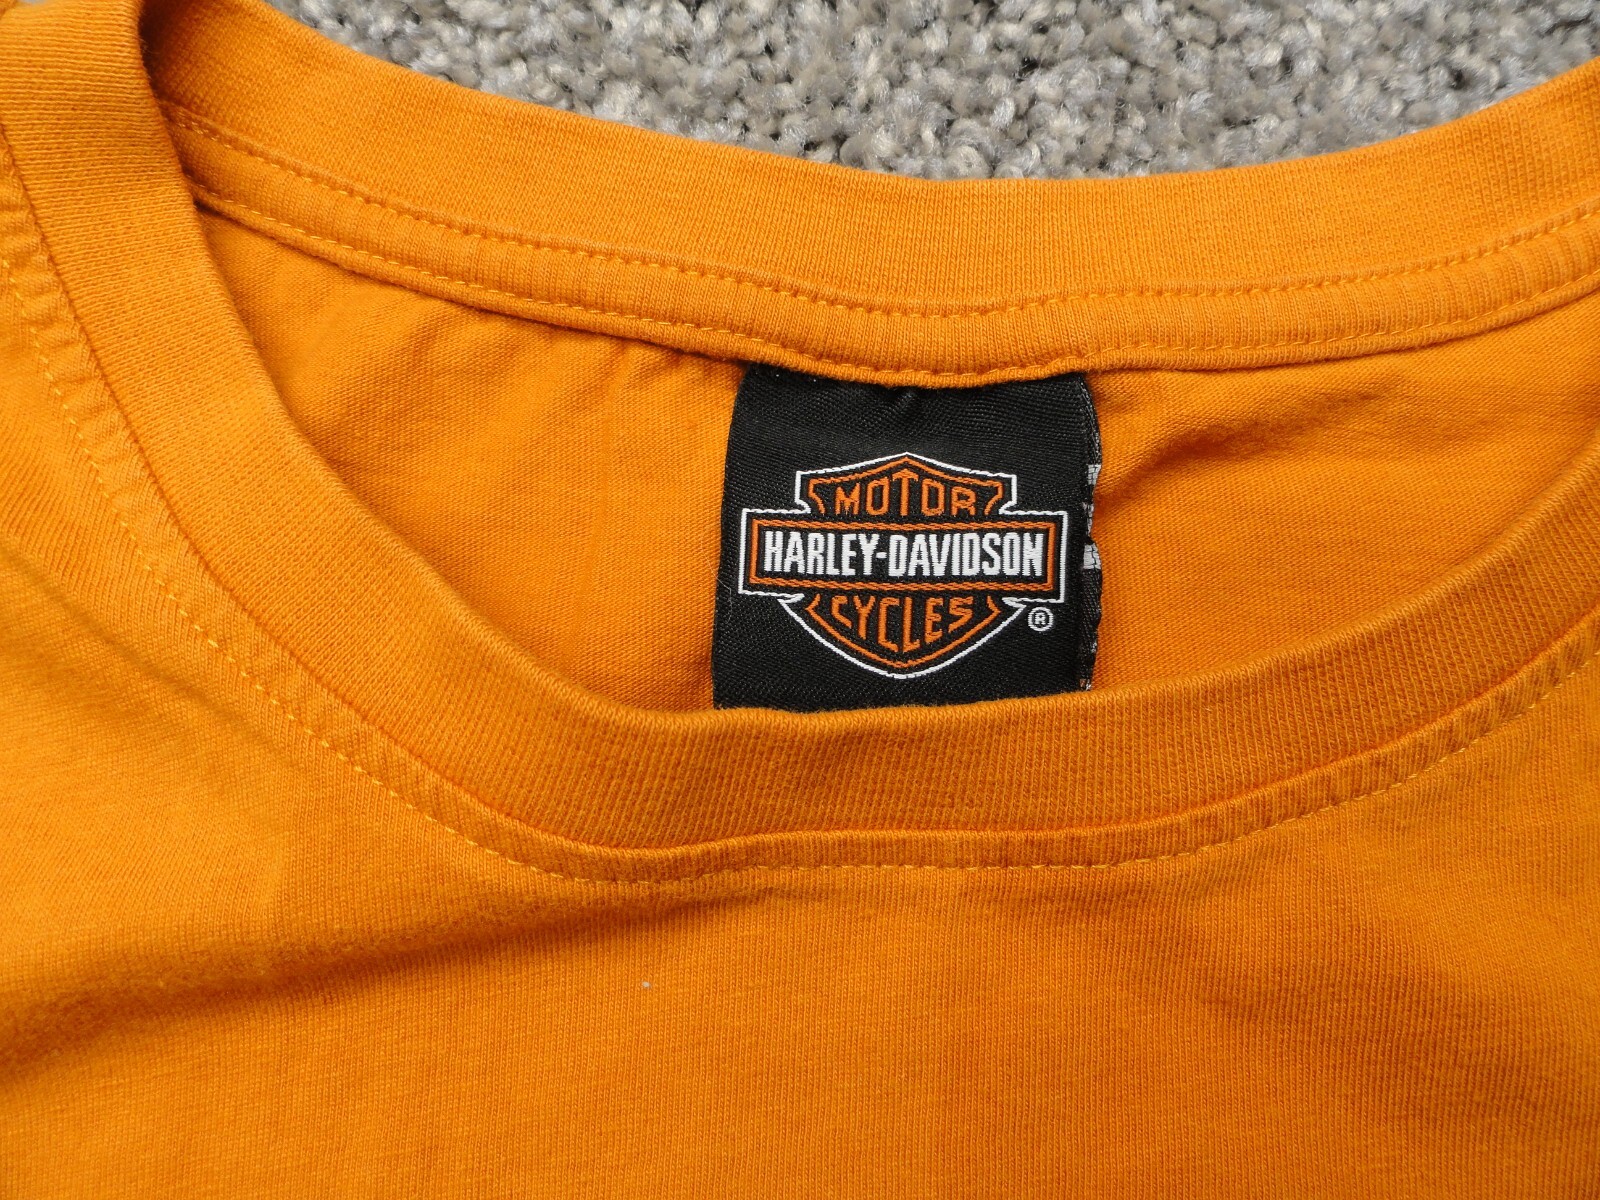 MOTOR
HARLEY-DAVIDSON
CYCLES
®